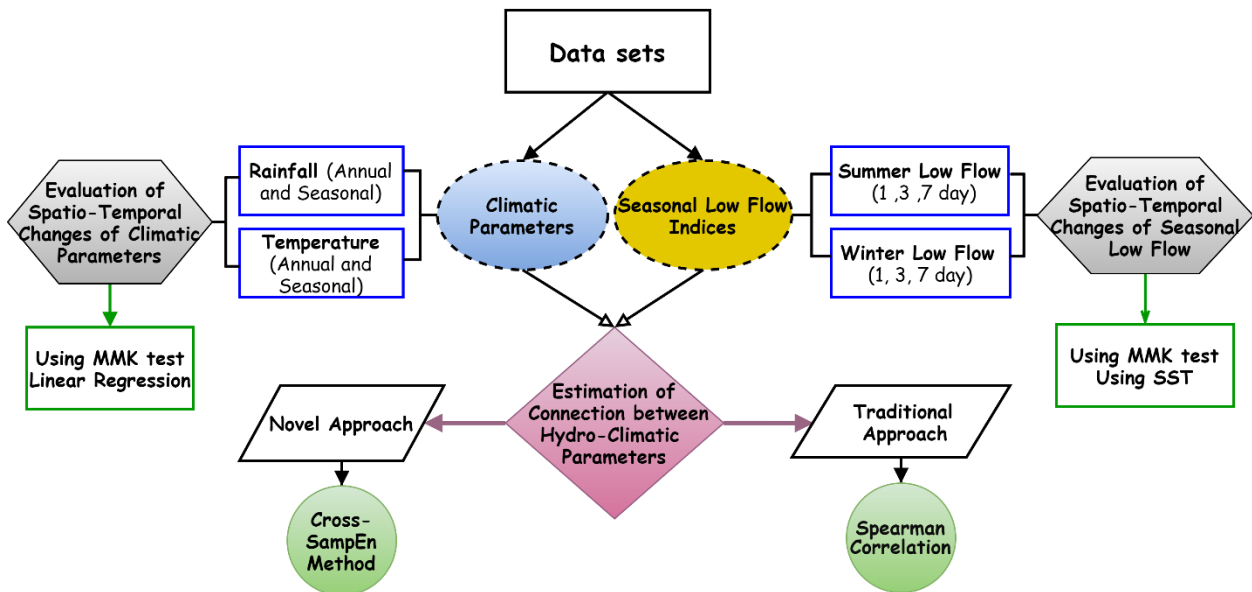 Data sets
Evaluation of
Spatio-Temporal
Changes of Climatic
Parameters
Rainfall (Annual
and Seasonal)
Temperature
(Annual and
Seasonal)
Climatic
Parameters
Seasonal Low Flow
Indices
Summer Low Flow
(1 ,3 ,7 day)
Winter Low Flow
(1, 3, 7 day)
Evaluation of
Spatio-Temporal
Changes of Seasonal
Low Flow
Using MMK test
Linear Regression
Using MMK test
Using SST
Estimation of
Connection between
Hydro-Climatic
Parameters
Novel Approach
Traditional
Approach
Cross-
SampEn
Method
Spearman
Correlation